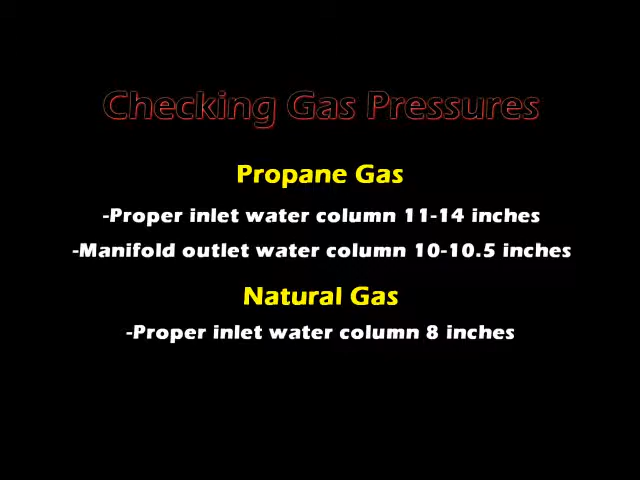 Checking Gas Pressures
Propane Gas
-Proper inlet water column 11-14 inches
-Manifold outlet water column 10-10.5 inches
Natural Gas
-Proper inlet water column 8 inches